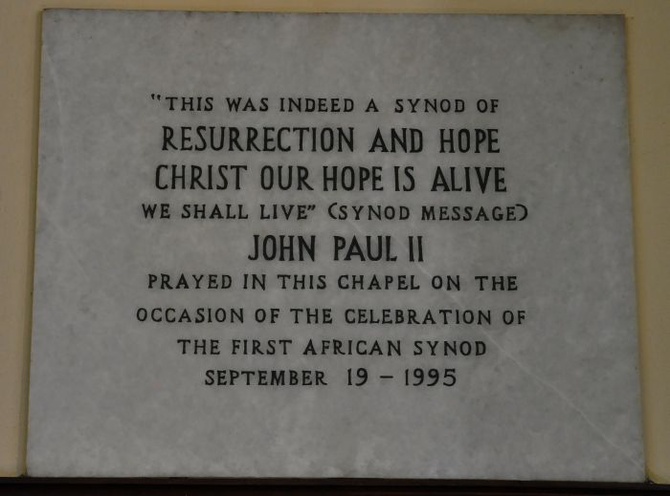 "THIS WAS INDEED A SYNOD OF
RESURRECTION AND HOPE
CHRIST OUR HOPE IS ALIVE
WE SHALL LIVE" (SYNOD MESSAGE)
JOHN PAUL II
PRAYED IN THIS CHAPEL ON THE
OCCASION OF THE CELEBRATION OF
THE FIRST AFRICAN SYNOD
SEPTEMBER 19 - 1995